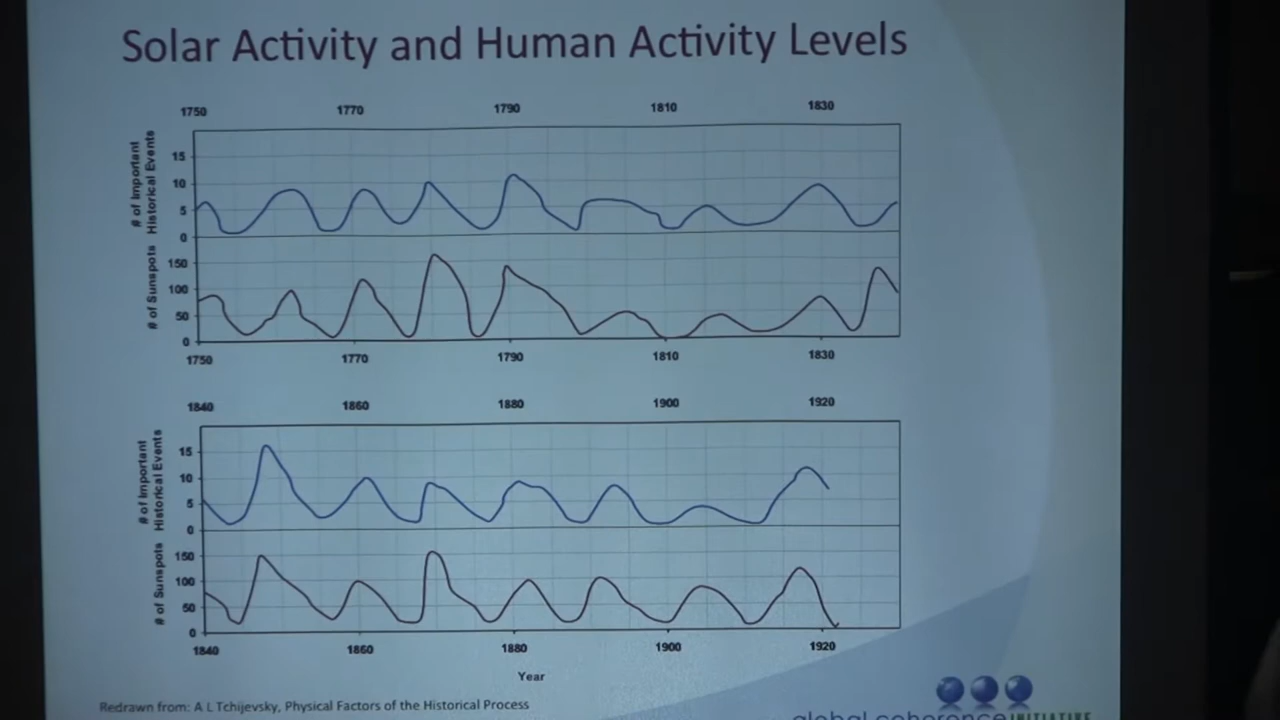 Solar Activity and Human Activity Levels
1750 1770 1790 1810 1830
# of Important
Historical Events
15
10
5
0
# of Sunspots
150
100
50
0
1750 1770 1790 1810 1830
1840 1860 1880 1900 1920
# of Important
Historical Events
15
10
5
0
# of Sunspots
150
100
50
0
1840 1860 1880 1900 1920
Year
Redrawn from: A L Tchijevsky, Physical Factors of the Historical Process
global coherence INITIATIVE